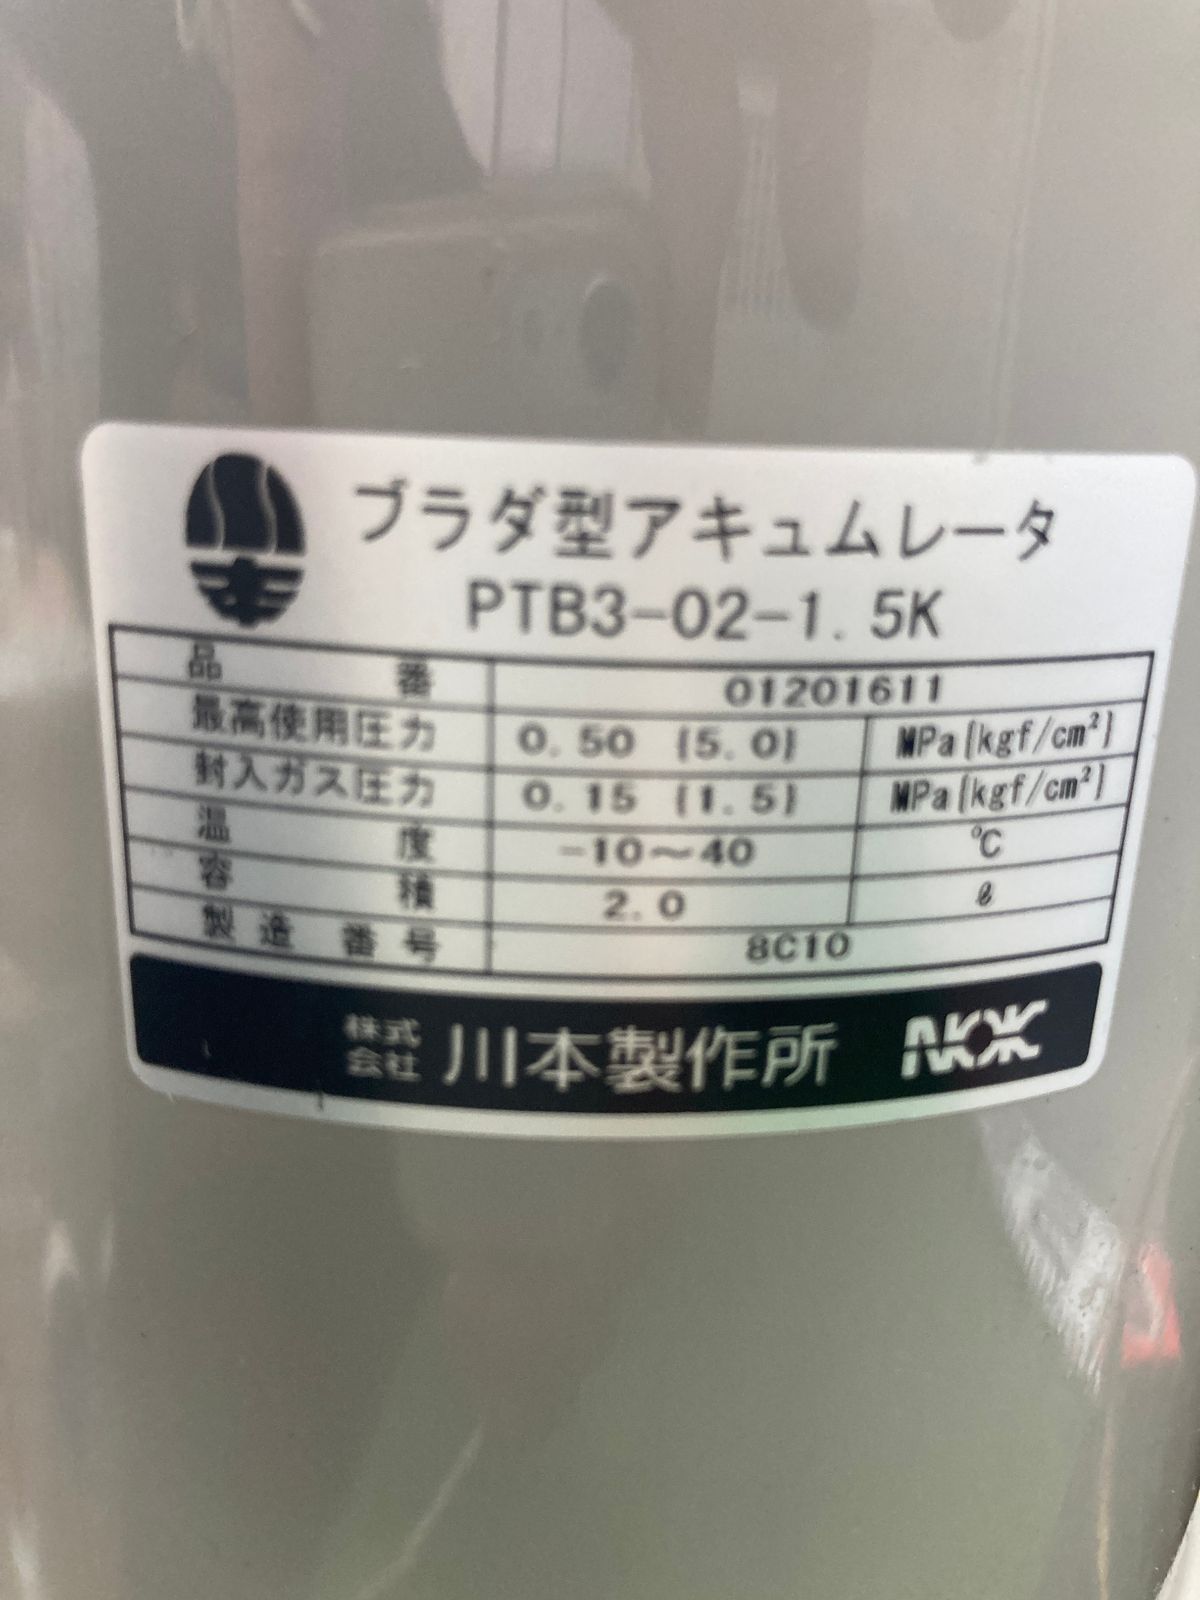 川本
ブラダ型アキュムレータ
PTB3-02-1.5K
品番 01201611
最高使用圧力 0.50 {5.0} MPa{kgf/cm²}
封入ガス圧力 0.15 {1.5} MPa{kgf/cm²}
温度 -10～40 ℃
容積 2.0 ℓ
製造番号 8C10
株式会社 川本製作所 NOK